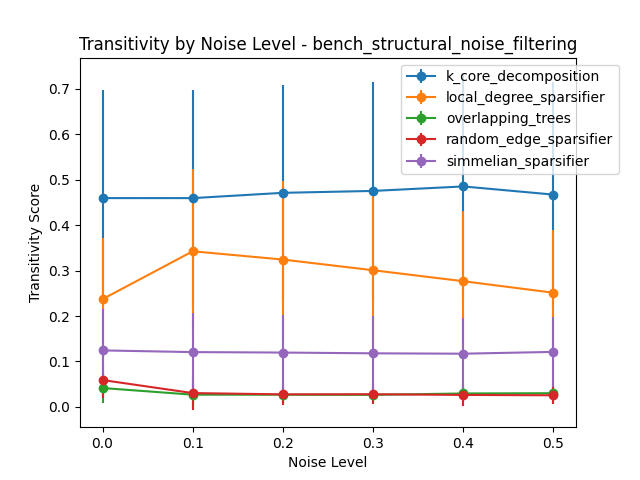 Transitivity by Noise Level - bench_structural_noise_filtering
k_core_decomposition
local_degree_sparsifier
overlapping_trees
random_edge_sparsifier
simmelian_sparsifier
Transitivity Score
0.7
0.6
0.5
0.4
0.3
0.2
0.1
0.0
0.0 0.1 0.2 0.3 0.4 0.5
Noise Level